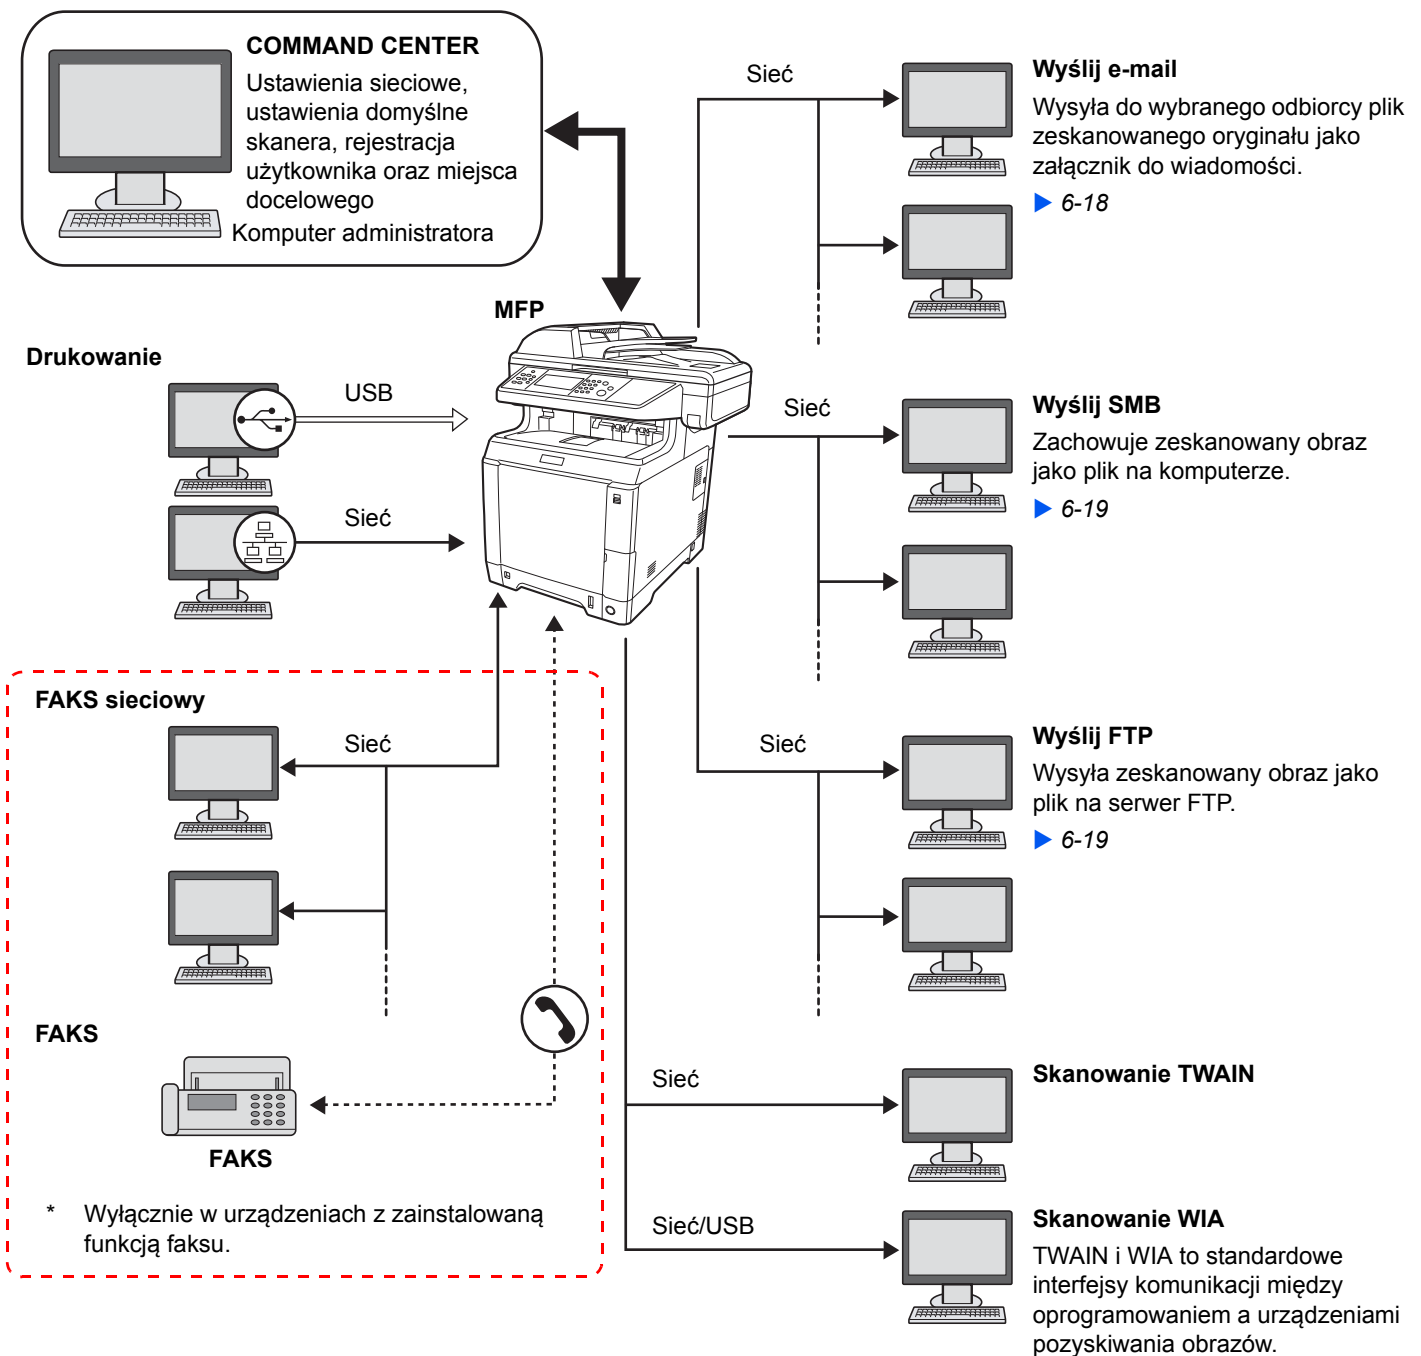 COMMAND CENTER
Ustawienia sieciowe,
ustawienia domyślne
skanera, rejestracja
użytkownika oraz miejsca
docelowego
Komputer administratora
MFP
Drukowanie
USB
Sieć
FAKS sieciowy
Sieć
FAKS
FAKS
* Wyłącznie w urządzeniach z zainstalowaną
funkcją faksu.
Sieć
Wyślij e-mail
Wysyła do wybranego odbiorcy plik
zeskanowanego oryginału jako
załącznik do wiadomości.
6-18
Sieć
Wyślij SMB
Zachowuje zeskanowany obraz
jako plik na komputerze.
6-19
Sieć
Wyślij FTP
Wysyła zeskanowany obraz jako
plik na serwer FTP.
6-19
Sieć
Skanowanie TWAIN
Sieć/USB
Skanowanie WIA
TWAIN i WIA to standardowe
interfejsy komunikacji między
oprogramowaniem a urządzeniami
pozyskiwania obrazów.